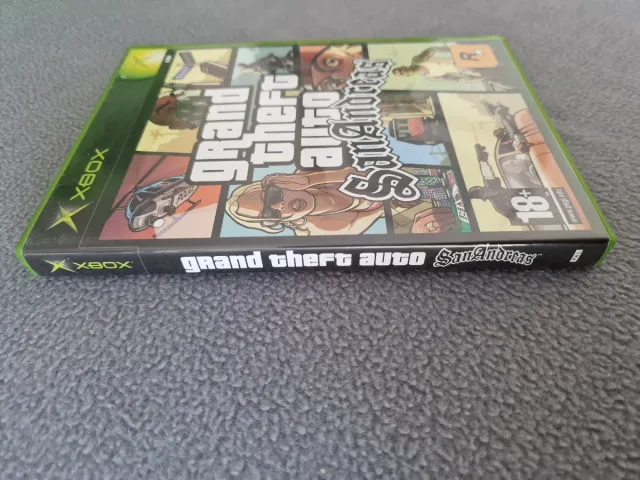 XBOX
R
grand
theft
auto
San Andreas
18+
XBOX
grand theft auto San Andreas